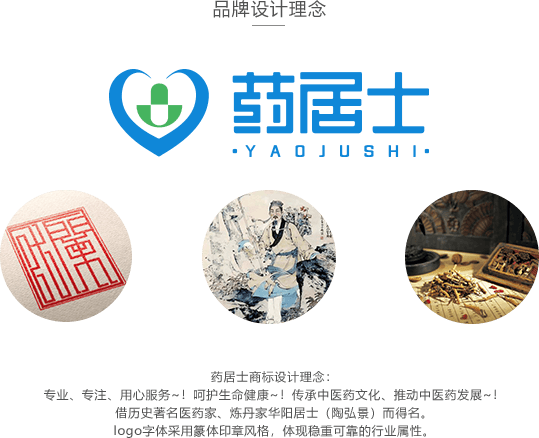 品牌设计理念
药居士
·YAOJUSHI·
药居士商标设计理念：
专业、专注、用心服务~！呵护生命健康~！传承中医药文化、推动中医药发展~！
借历史著名医药家、炼丹家华阳居士（陶弘景）而得名。
logo字体采用篆体印章风格，体现稳重可靠的行业属性。